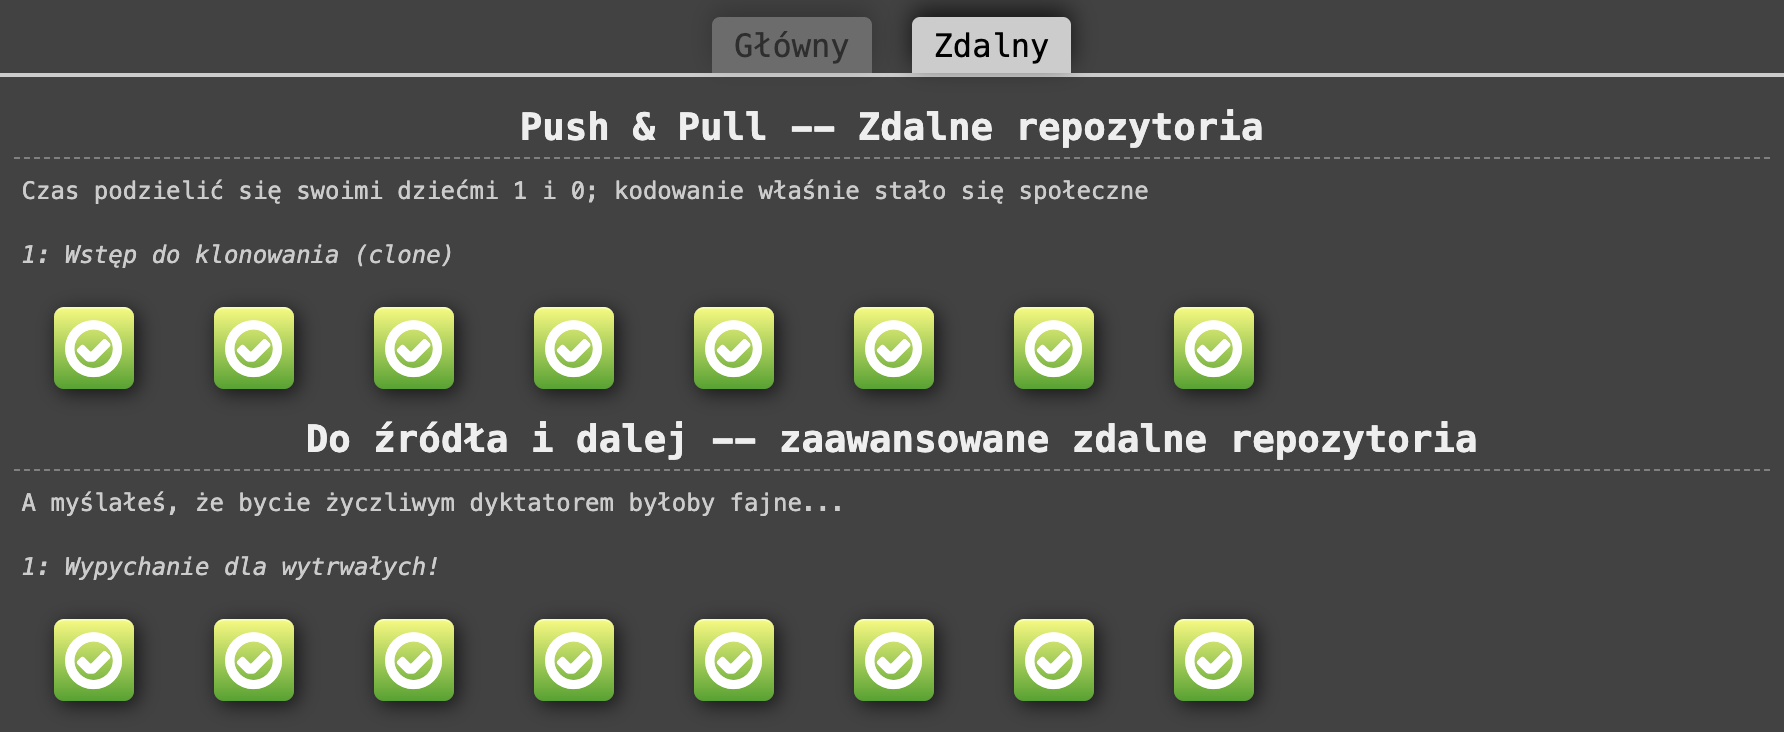 Główny
Zdalny
Push & Pull -- Zdalne repozytoria
Czas podzielić się swoimi dziećmi 1 i 0; kodowanie właśnie stało się społeczne
1: Wstęp do klonowania (clone)
Do źródła i dalej -- zaawansowane zdalne repozytoria
A myślałeś, że bycie życzliwym dyktatorem byłoby fajne...
1: Wypychanie dla wytrwałych!